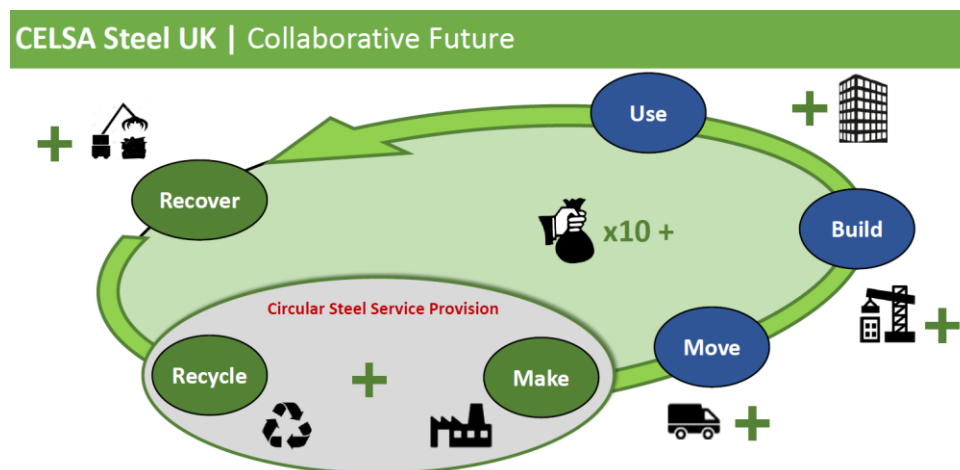 CELSA Steel UK | Collaborative Future
Use
Recover
x10 +
Build
Circular Steel Service Provision
Move
Recycle
Make